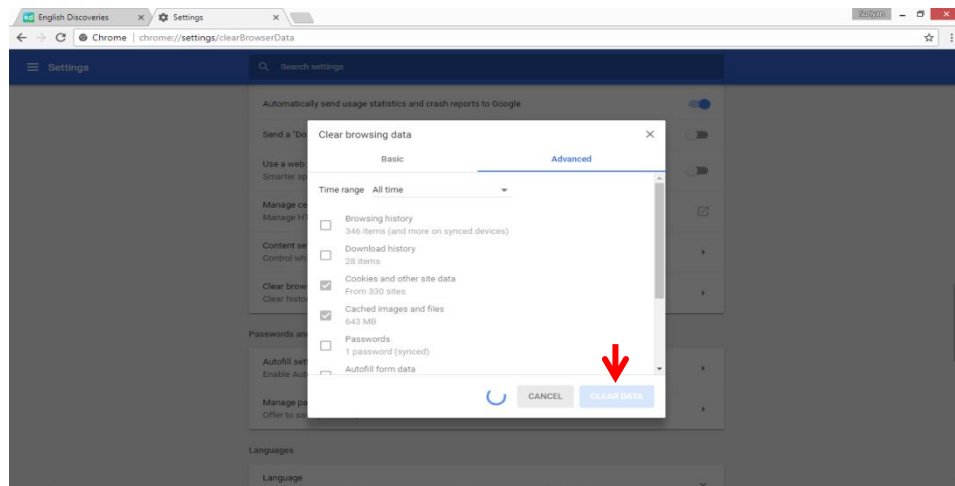 ed English Discoveries
Settings
Chrome | chrome://settings/clearBrowserData
Settings
Search settings
Automatically send usage statistics and crash reports to Google
Send a "Do
Clear browsing data
Basic
Advanced
Use a web
Smarter sp
Time range All time
Manage ce
Manage HT
Browsing history
346 items (and more on synced devices)
Content se
Control wh
Download history
28 items
Cookies and other site data
From 330 sites
Clear brow
Clear histo
Cached images and files
643 MB
Passwords an
Passwords
1 password (synced)
Autofill set
Enable Aut
Autofill form data
CANCEL
CLEAR DATA
Manage pa
Offer to sa
Languages
Language